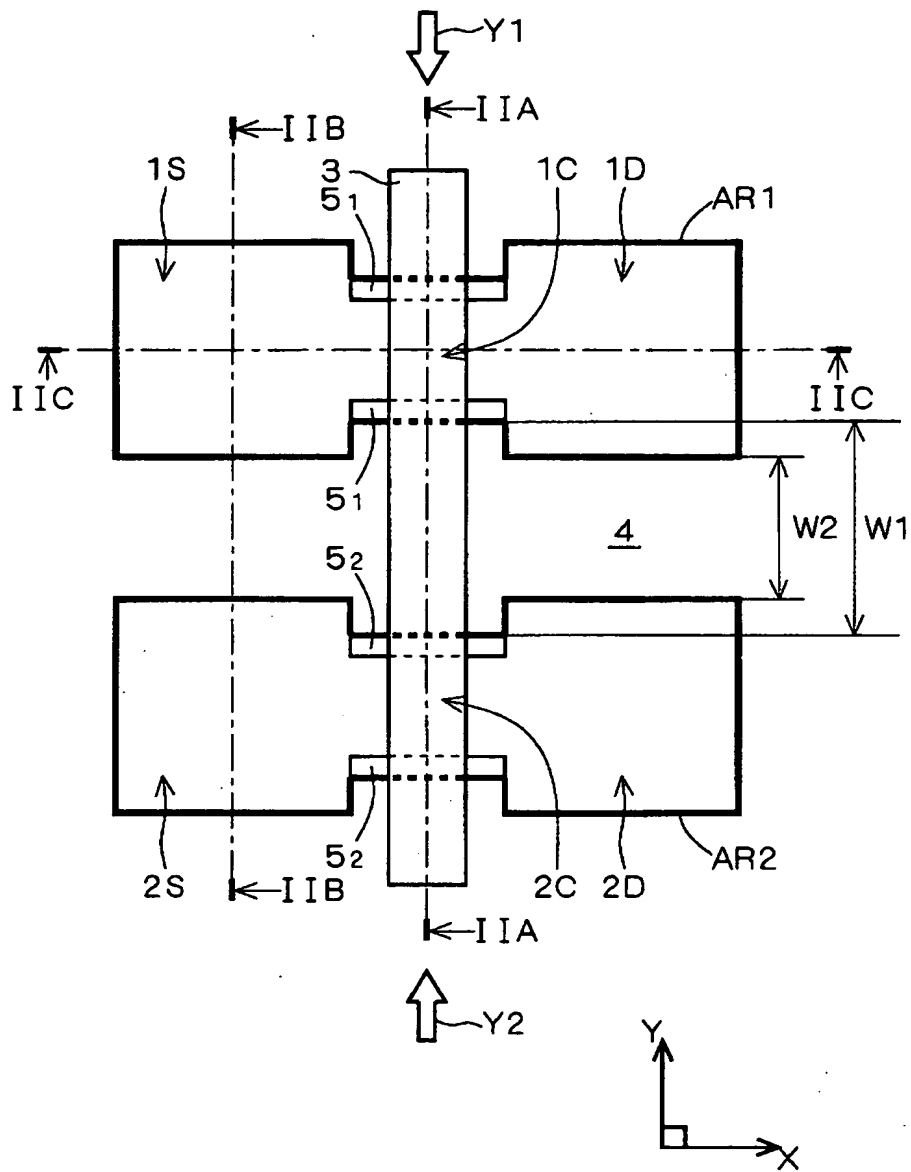 Y1
IIA
IIB
1S
3
5₁
1C
1D
AR1
IIC
IIC
5₁
W2
W1
4
5₂
5₂
AR2
2S
IIB
2C
2D
IIA
Y2
Y
X